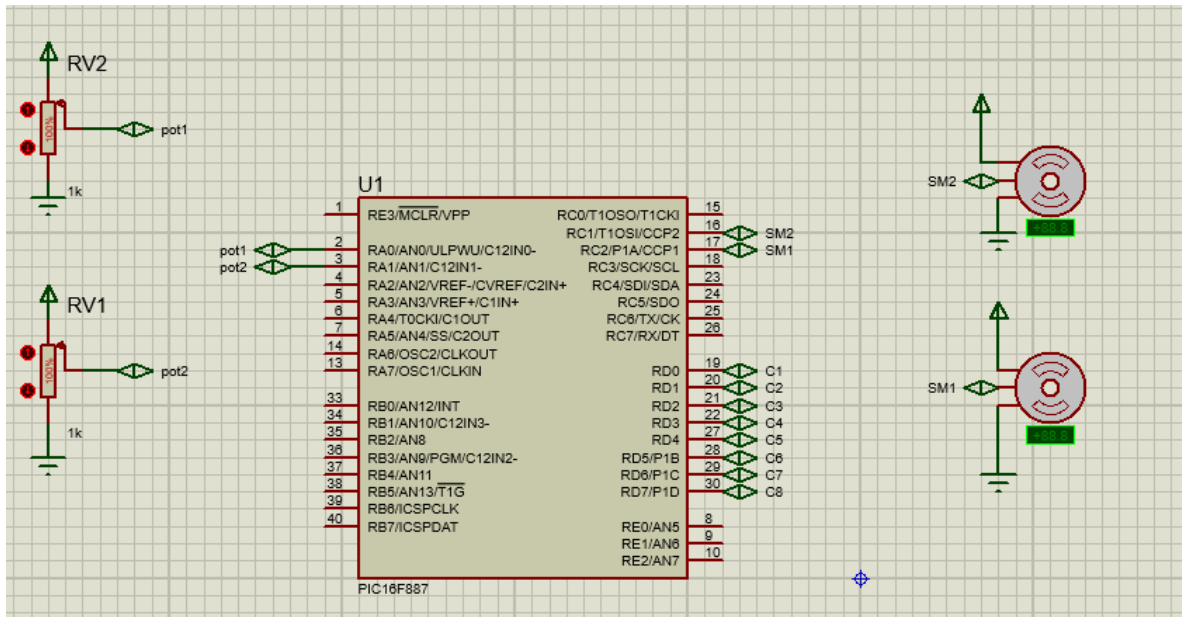 RV2
100%
pot1
1k
RV1
100%
pot2
1k
U1
1 RE3/MCLR/VPP
pot1 2 RA0/AN0/ULPWU/C12IN0-
pot2 3 RA1/AN1/C12IN1-
4 RA2/AN2/VREF-/CVREF/C2IN+
5 RA3/AN3/VREF+/C1IN+
6 RA4/T0CKI/C1OUT
7 RA5/AN4/SS/C2OUT
14 RA6/OSC2/CLKOUT
13 RA7/OSC1/CLKIN
33 RB0/AN12/INT
34 RB1/AN10/C12IN3-
35 RB2/AN8
36 RB3/AN9/PGM/C12IN2-
37 RB4/AN11
38 RB5/AN13/T1G
39 RB6/ICSPCLK
40 RB7/ICSPDAT
RC0/T1OSO/T1CKI 15
RC1/T1OSI/CCP2 16 SM2
RC2/P1A/CCP1 17 SM1
RC3/SCK/SCL 18
RC4/SDI/SDA 23
RC5/SDO 24
RC6/TX/CK 25
RC7/RX/DT 26
RD0 19 C1
RD1 20 C2
RD2 21 C3
RD3 22 C4
RD4 27 C5
RD5/P1B 28 C6
RD6/P1C 29 C7
RD7/P1D 30 C8
RE0/AN5 8
RE1/AN6 9
RE2/AN7 10
PIC16F887
SM2
+88.8
SM1
+88.8